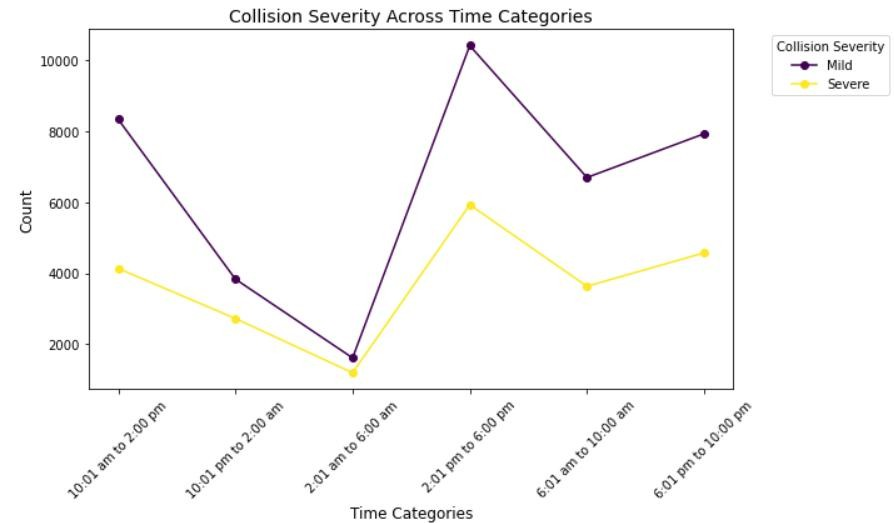 Collision Severity Across Time Categories
Collision Severity
Mild
Severe
Count
10000
8000
6000
4000
2000
10:01 am to 2:00 pm
10:01 pm to 2:00 am
2:01 am to 6:00 am
2:01 pm to 6:00 pm
6:01 am to 10:00 am
6:01 pm to 10:00 pm
Time Categories